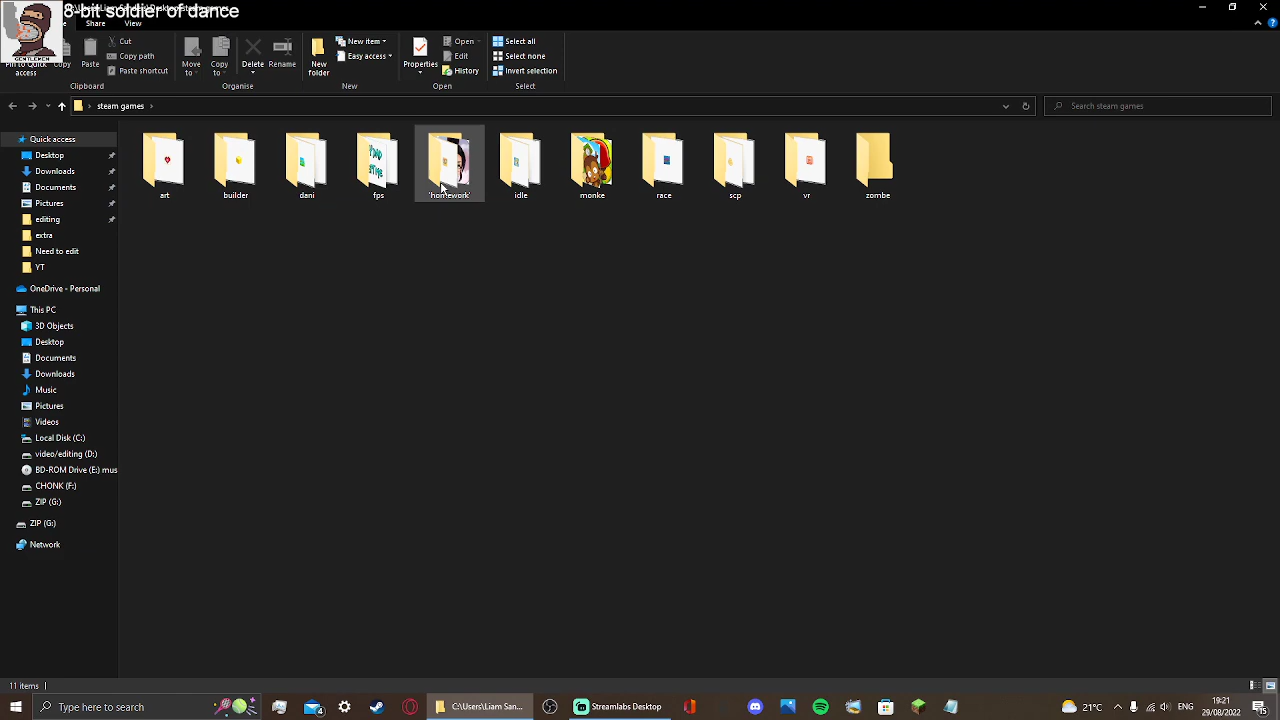 8-bit soldier of dance
GENTLEMEN
Share
View
Pin to Quick access
Paste
Cut
Copy path
Paste shortcut
Clipboard
Move to
Copy to
Delete
Rename
Organise
New folder
New item
Easy access
New
Properties
Open
Edit
History
Open
Select all
Select none
Invert selection
Select
steam games
Search steam games
Quick access
Desktop
Downloads
Documents
Pictures
editing
extra
Need to edit
YT
OneDrive - Personal
This PC
3D Objects
Desktop
Documents
Downloads
Music
Pictures
Videos
Local Disk (C:)
video/editing (D:)
BD-ROM Drive (E:) mus
CHONK (F:)
ZIP (G:)
ZIP (G:)
Network
art
builder
dani
fps
'homework'
idle
monke
race
scp
vr
zombe
11 items
Type here to search
C:\Users\Liam San...
Streamlabs Desktop
21°C
ENG
19:21
29/08/2022